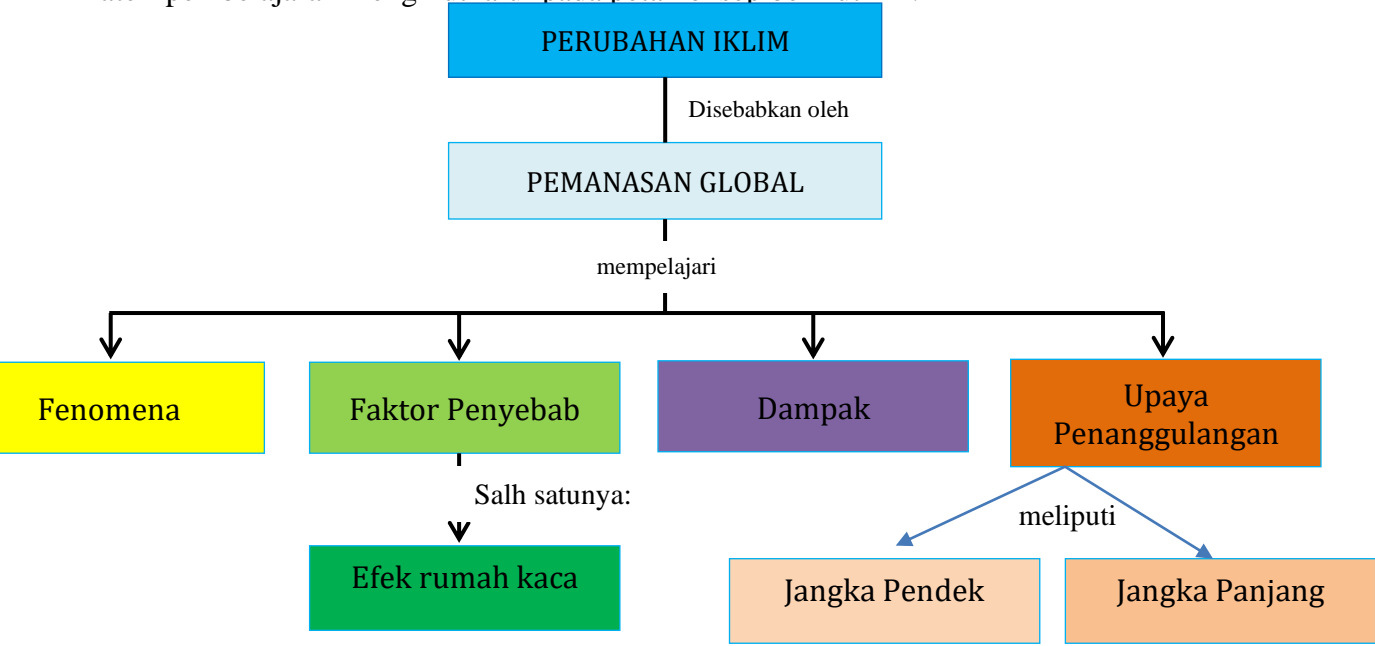 PERUBAHAN IKLIM
Disebabkan oleh
PEMANASAN GLOBAL
mempelajari
Fenomena
Faktor Penyebab
Dampak
Upaya
Penanggulangan
Salh satunya:
meliputi
Efek rumah kaca
Jangka Pendek
Jangka Panjang